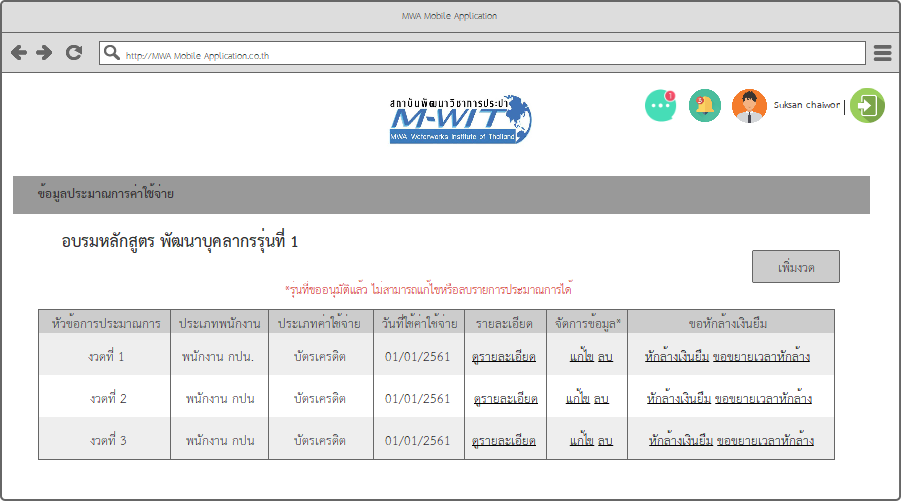 MWA Mobile Application
http://MWA Mobile Application.co.th
สถาบันพัฒนาวิชาการประปา
M-WIT
MWA Waterworks Institute of Thailand
1
5
Suksan chaiwon
ข้อมูลประมาณการค่าใช้จ่าย
อบรมหลักสูตร พัฒนาบุคลากรรุ่นที่ 1
เพิ่มงวด
*รุ่นที่ขออนุมัติแล้ว ไม่สามารถแก้ไขหรือลบรายการประมาณการได้
หัวข้อการประมาณการ ประเภทพนักงาน ประเภทค่าใช้จ่าย วันที่ใช้ค่าใช้จ่าย รายละเอียด จัดการข้อมูล* ขอหักล้างเงินยืม
งวดที่ 1 พนักงาน กปน. บัตรเครดิต 01/01/2561 ดูรายละเอียด แก้ไข ลบ หักล้างเงินยืม ขอขยายเวลาหักล้าง
งวดที่ 2 พนักงาน กปน บัตรเครดิต 01/01/2561 ดูรายละเอียด แก้ไข ลบ หักล้างเงินยืม ขอขยายเวลาหักล้าง
งวดที่ 3 พนักงาน กปน บัตรเครดิต 01/01/2561 ดูรายละเอียด แก้ไข ลบ หักล้างเงินยืม ขอขยายเวลาหักล้าง